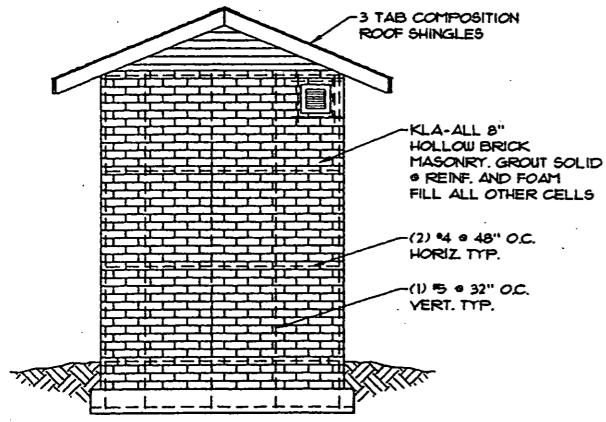 3 TAB COMPOSITION
ROOF SHINGLES
KLA-ALL 8"
HOLLOW BRICK
MASONRY. GROUT SOLID
@ REINF. AND FOAM
FILL ALL OTHER CELLS
(2) #4 @ 48" O.C.
HORIZ. TYP.
(1) #5 @ 32" O.C.
VERT. TYP.